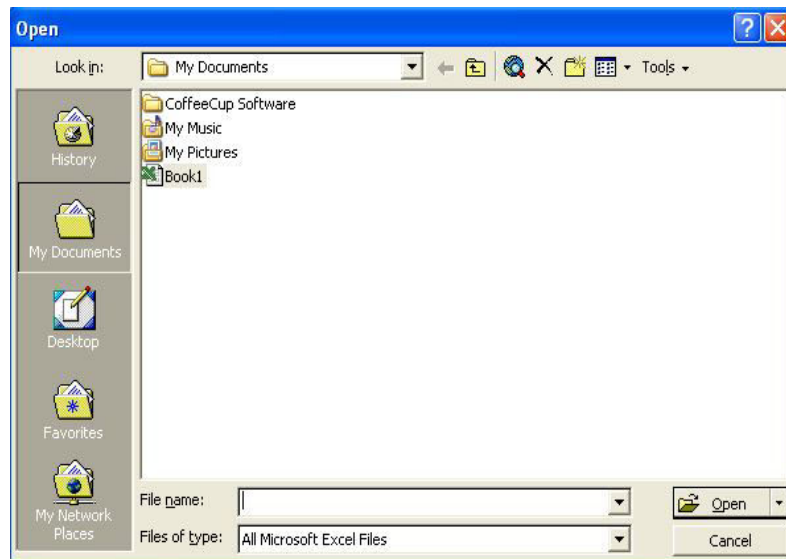 Open
Look in:
My Documents
Tools
History
My Documents
Desktop
Favorites
My Network
Places
CoffeeCup Software
My Music
My Pictures
Book1
File name:
Open
Files of type:
All Microsoft Excel Files
Cancel